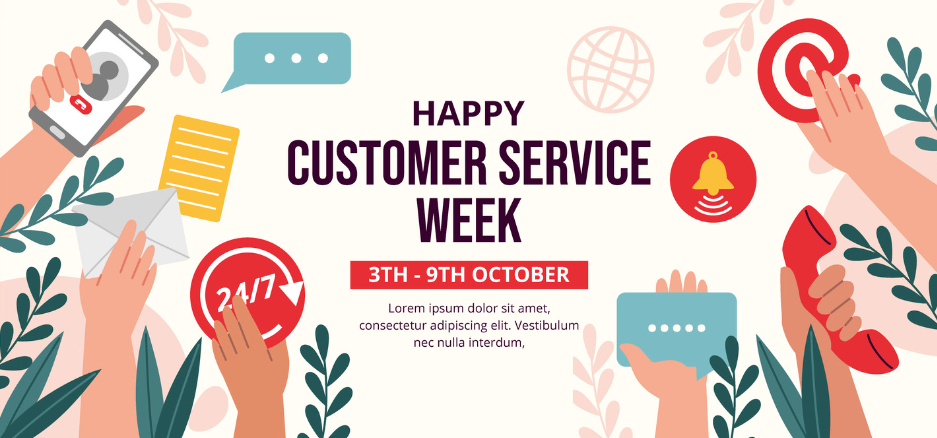 HAPPY
CUSTOMER SERVICE
WEEK
3TH - 9TH OCTOBER
Lorem ipsum dolor sit amet,
consectetur adipiscing elit. Vestibulum
nec nulla interdum,
24/7